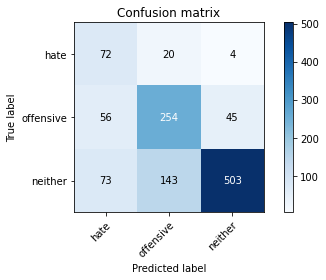 Confusion matrix
True label
hate 72 20 4
offensive 56 254 45
neither 73 143 503
hate offensive neither
Predicted label
500
400
300
200
100